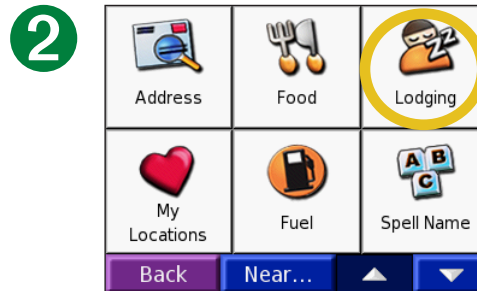 2
Address
Food
Lodging
Z Z
My
Locations
Fuel
A B
C
Spell Name
Back
Near...